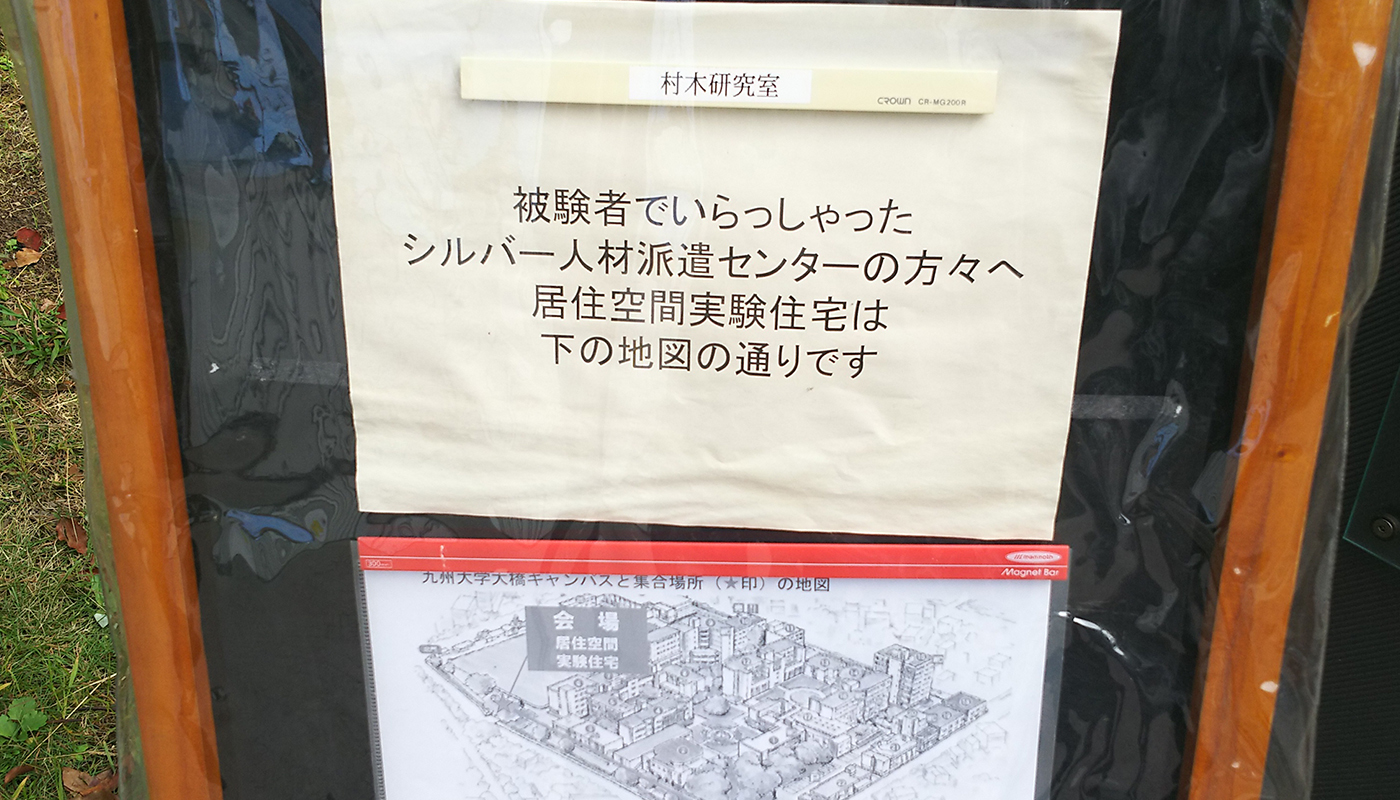 村木研究室
CROWN CR-MG200R
被験者でいらっしゃった
シルバー人材派遣センターの方々へ
居住空間実験住宅は
下の地図の通りです
mammoth
Magnet Bar
九州大学大橋キャンパスと集合場所（★印）の地図
会 場
居住空間
実験住宅